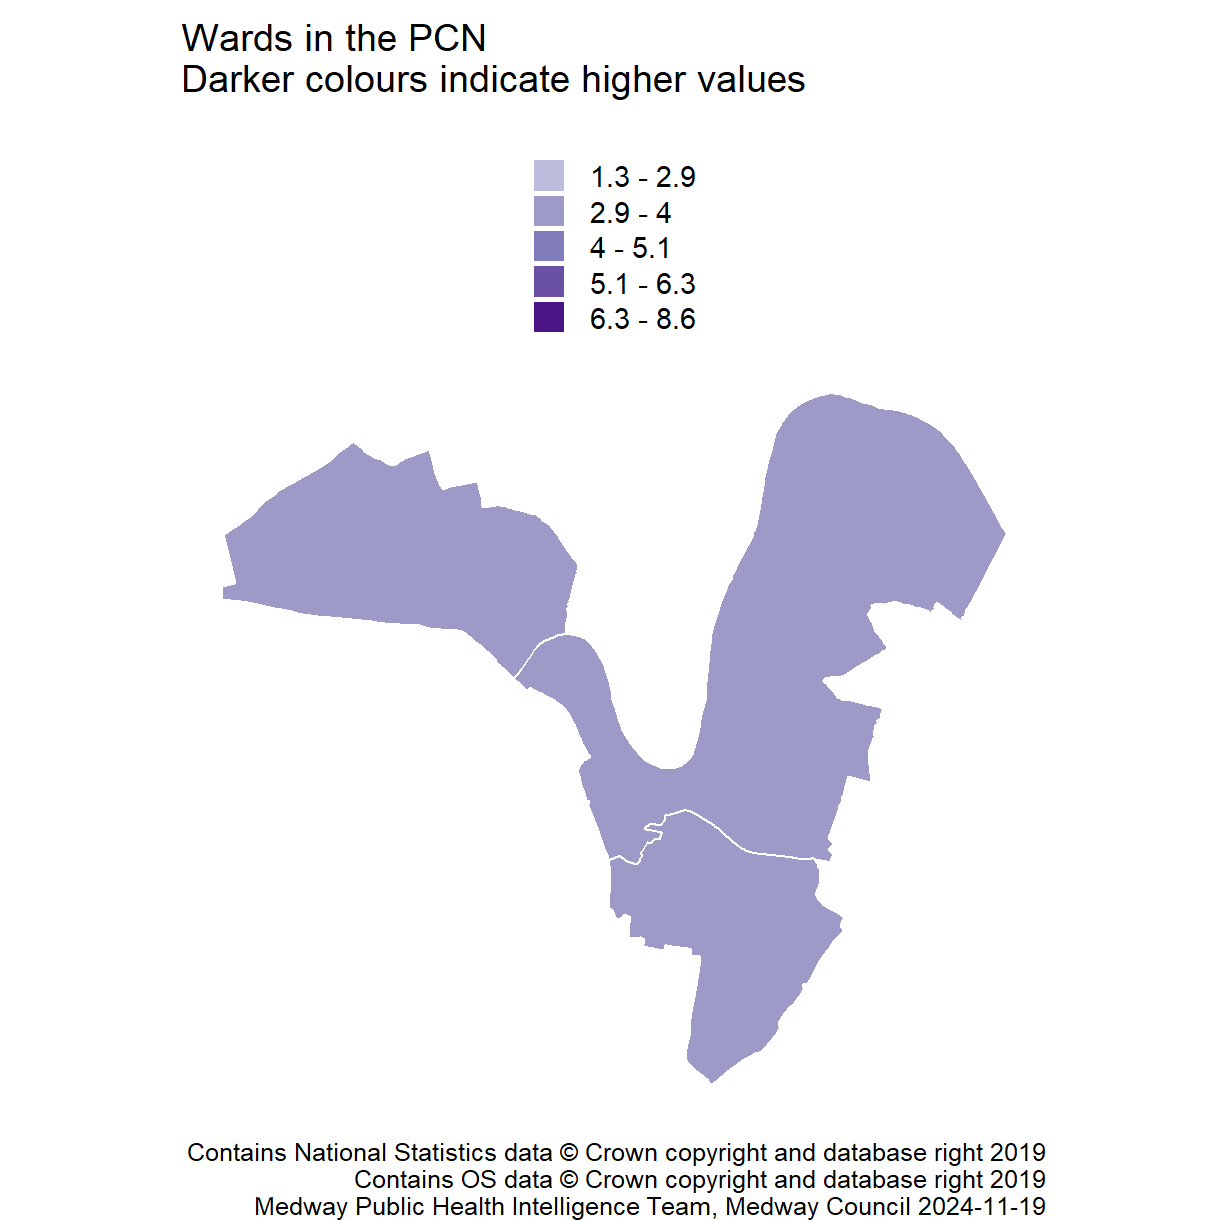 Wards in the PCN
Darker colours indicate higher values
1.3 - 2.9
2.9 - 4
4 - 5.1
5.1 - 6.3
6.3 - 8.6
Contains National Statistics data © Crown copyright and database right 2019
Contains OS data © Crown copyright and database right 2019
Medway Public Health Intelligence Team, Medway Council 2024-11-19